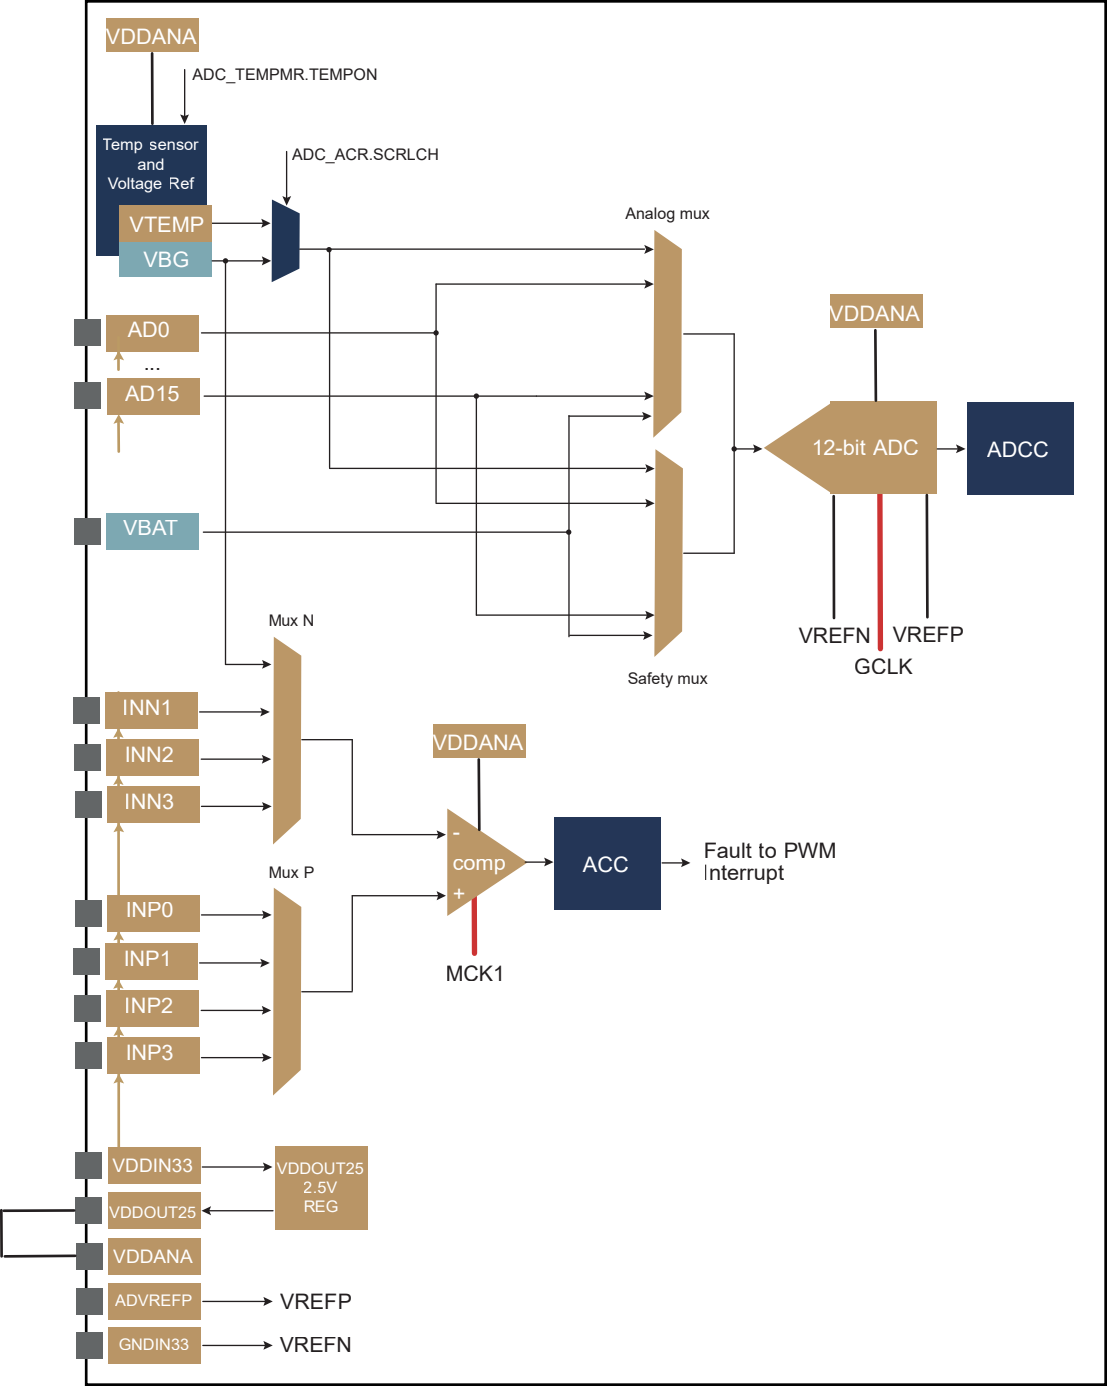 VDDANA
ADC_TEMPMR.TEMPON
Temp sensor
and
Voltage Ref
ADC_ACR.SCRLCH
VTEMP
VBG
Analog mux
AD0
...
AD15
VDDANA
12-bit ADC
ADCC
VBAT
VREFN
VREFP
GCLK
Safety mux
Mux N
INN1
INN2
INN3
VDDANA
-
comp
+
ACC
Fault to PWM
Interrupt
MCK1
Mux P
INP0
INP1
INP2
INP3
VDDIN33
VDDOUT25
2.5V
REG
VDDOUT25
VDDANA
ADVREFP
VREFP
GNDIN33
VREFN